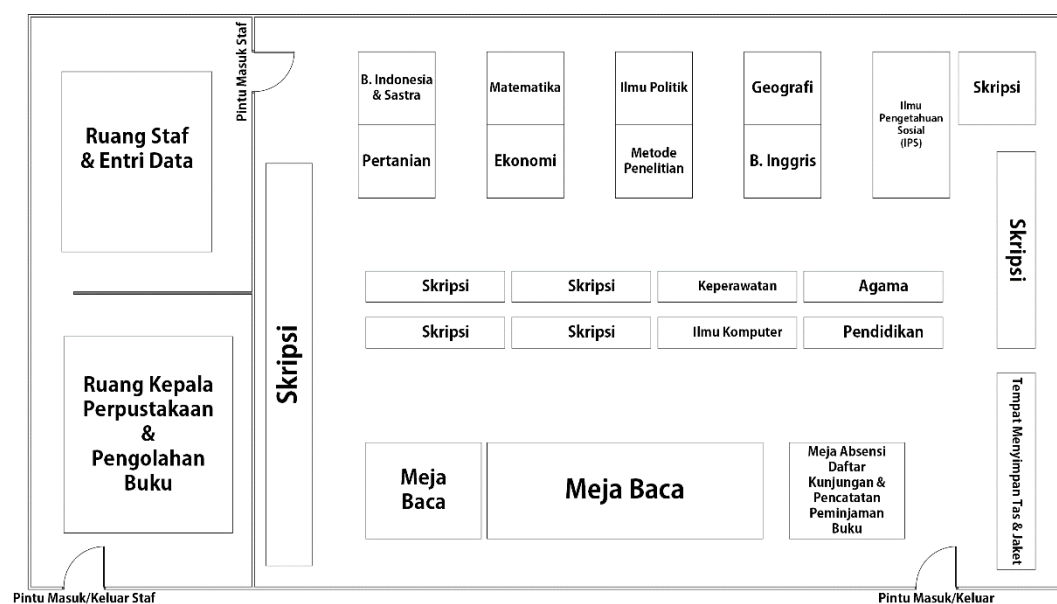 Pintu Masuk Staf
Ruang Staf
& Entri Data
Ruang Kepala
Perpustakaan
&
Pengolahan
Buku
Pintu Masuk/Keluar Staf
Skripsi
B. Indonesia
& Sastra
Matematika
Ilmu Politik
Geografi
Ilmu
Pengetahuan
Sosial
(IPS)
Skripsi
Pertanian
Ekonomi
Metode
Penelitian
B. Inggris
Skripsi
Skripsi
Skripsi
Keperawatan
Agama
Skripsi
Skripsi
Ilmu Komputer
Pendidikan
Meja
Baca
Meja Baca
Meja Absensi
Daftar
Kunjungan &
Pencatatan
Peminjaman
Buku
Tempat Menyimpan Tas & Jaket
Pintu Masuk/Keluar